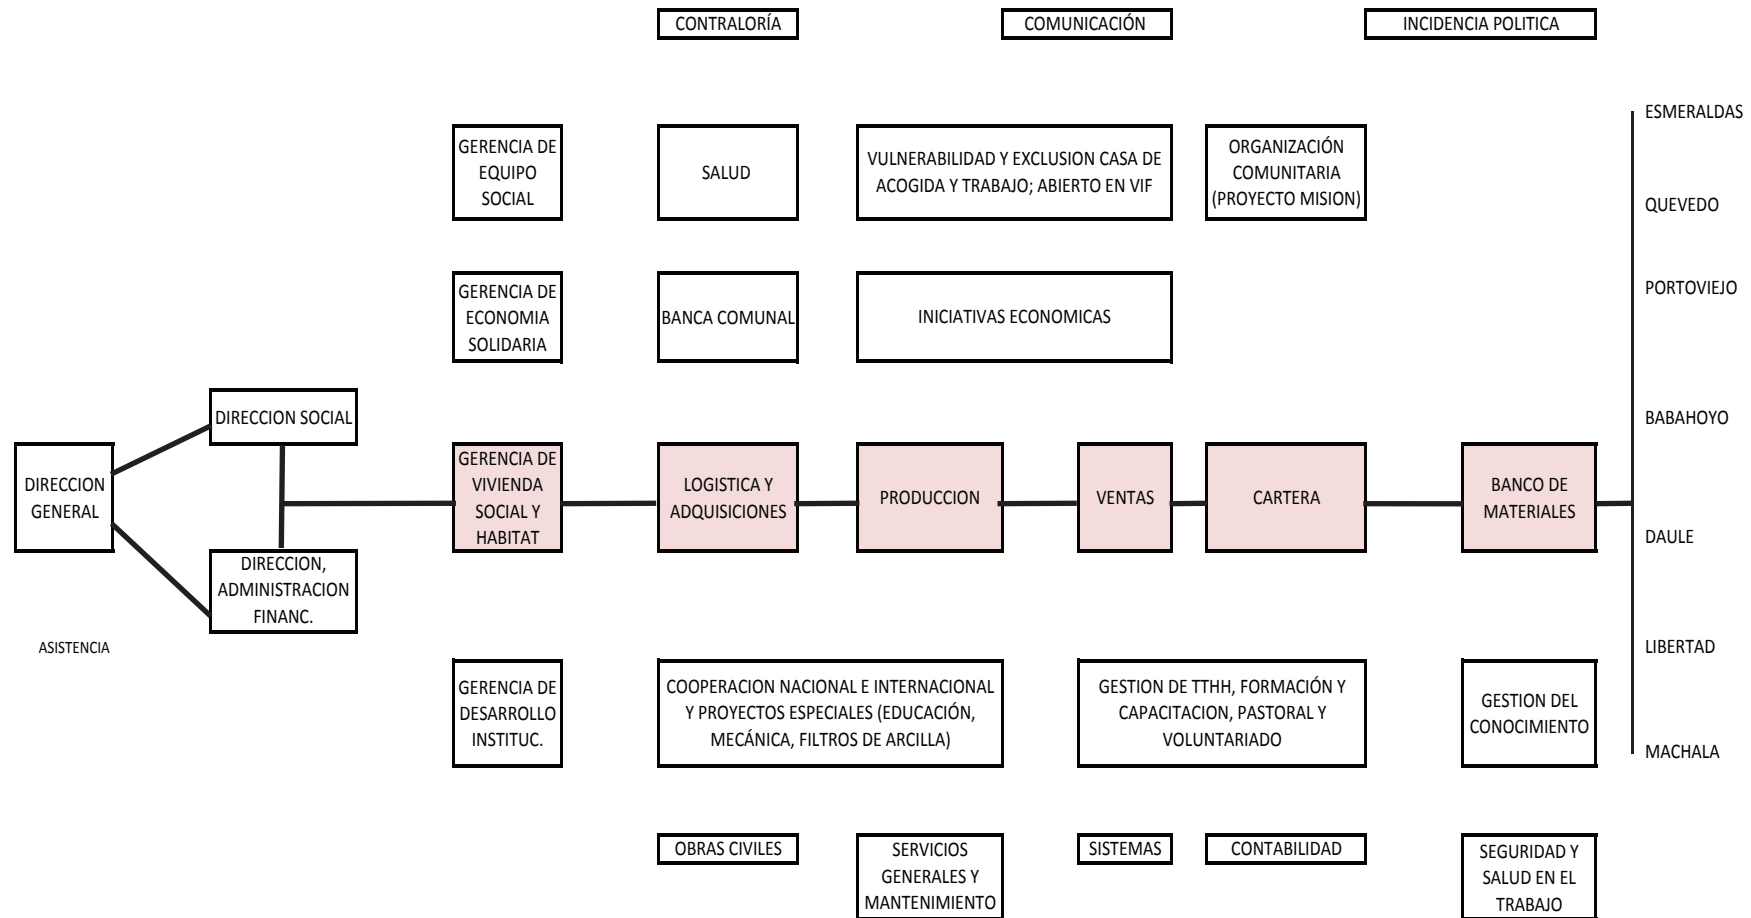 CONTRALORÍA
COMUNICACIÓN
INCIDENCIA POLITICA
GERENCIA DE
EQUIPO
SOCIAL
SALUD
VULNERABILIDAD Y EXCLUSION CASA DE
ACOGIDA Y TRABAJO; ABIERTO EN VIF
ORGANIZACIÓN
COMUNITARIA
(PROYECTO MISION)
GERENCIA DE
ECONOMIA
SOLIDARIA
BANCA COMUNAL
INICIATIVAS ECONOMICAS
DIRECCION GENERAL
DIRECCION SOCIAL
DIRECCION,
ADMINISTRACION
FINANC.
ASISTENCIA
GERENCIA DE
VIVIENDA
SOCIAL Y
HABITAT
LOGISTICA Y
ADQUISICIONES
PRODUCCION
VENTAS
CARTERA
BANCO DE
MATERIALES
GERENCIA DE
DESARROLLO
INSTITUC.
COOPERACION NACIONAL E INTERNACIONAL
Y PROYECTOS ESPECIALES (EDUCACIÓN,
MECÁNICA, FILTROS DE ARCILLA)
GESTION DE TTHH, FORMACIÓN Y
CAPACITACION, PASTORAL Y
VOLUNTARIADO
GESTION DEL
CONOCIMIENTO
OBRAS CIVILES
SERVICIOS
GENERALES Y
MANTENIMIENTO
SISTEMAS
CONTABILIDAD
SEGURIDAD Y
SALUD EN EL
TRABAJO
ESMERALDAS
QUEVEDO
PORTOVIEJO
BABAHOYO
DAULE
LIBERTAD
MACHALA